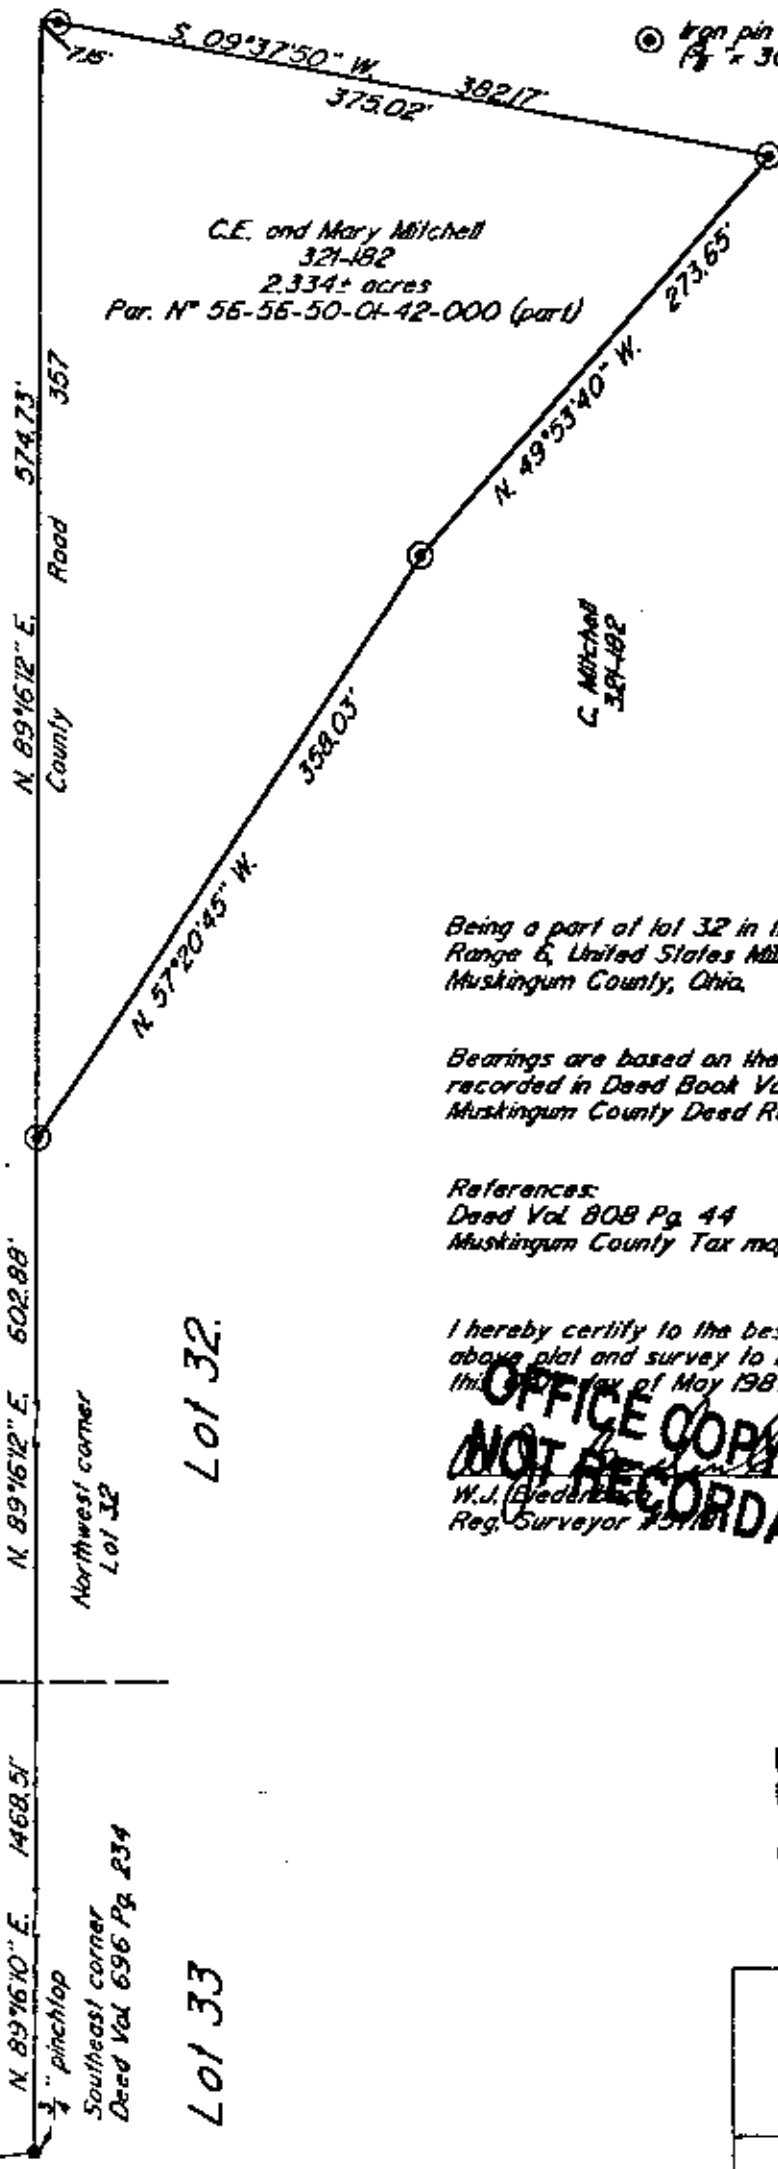 Iron pin
7.15'
S. 09°37'50" W.
382.17'
375.02'
C.E. and Mary Mitchell
321-182
2.334± acres
Par. Nº 56-56-50-01-42-000 (part)
273.65'
N. 49°53'40" W.
N. 89°16'12" E. 574.73'
County Road 357
358.03'
N. 57°20'45" W.
C. Mitchell
321-182
Being a part of lot 32 in
Range 6, United States
Muskingum County, Ohio.
Bearings are based on the
recorded in Deed Book
Muskingum County Deed
References:
Deed Vol. 808 Pg. 44
Muskingum County Tax
I hereby certify to the
above plat and survey to
this day of May 198
OFFICE COPY
NOT
W.J.
Reg. Surveyor
N. 89°16'12" E. 602.88'
Northwest corner
Lot 32
Lot 32.
N. 89°16'10" E. 1468.51'
3/4" pinchtop
Southeast corner
Deed Vol. 696 Pg. 234
Lot 33